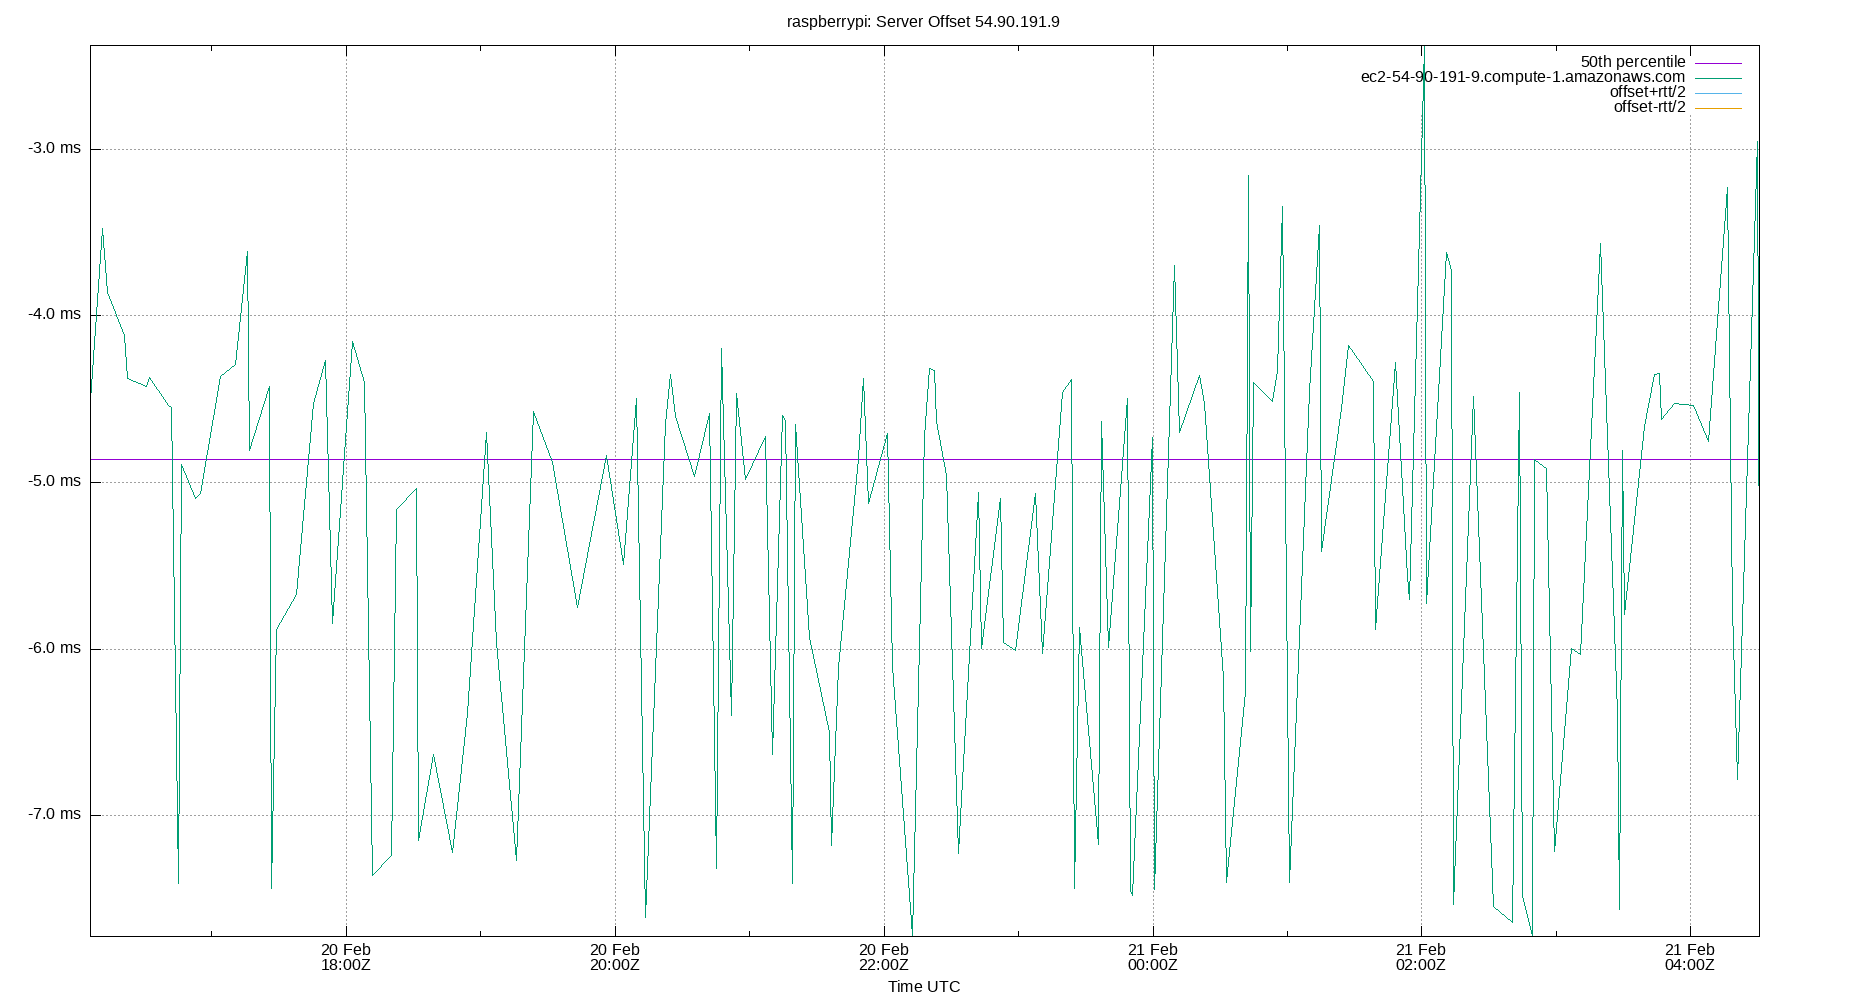 raspberrypi: Server Offset 54.90.191.9
50th percentile
ec2-54-90-191-9.compute-1.amazonaws.com
offset+rtt/2
offset-rtt/2
-3.0 ms
-4.0 ms
-5.0 ms
-6.0 ms
-7.0 ms
20 Feb
18:00Z
20 Feb
20:00Z
20 Feb
22:00Z
21 Feb
00:00Z
21 Feb
02:00Z
21 Feb
04:00Z
Time UTC